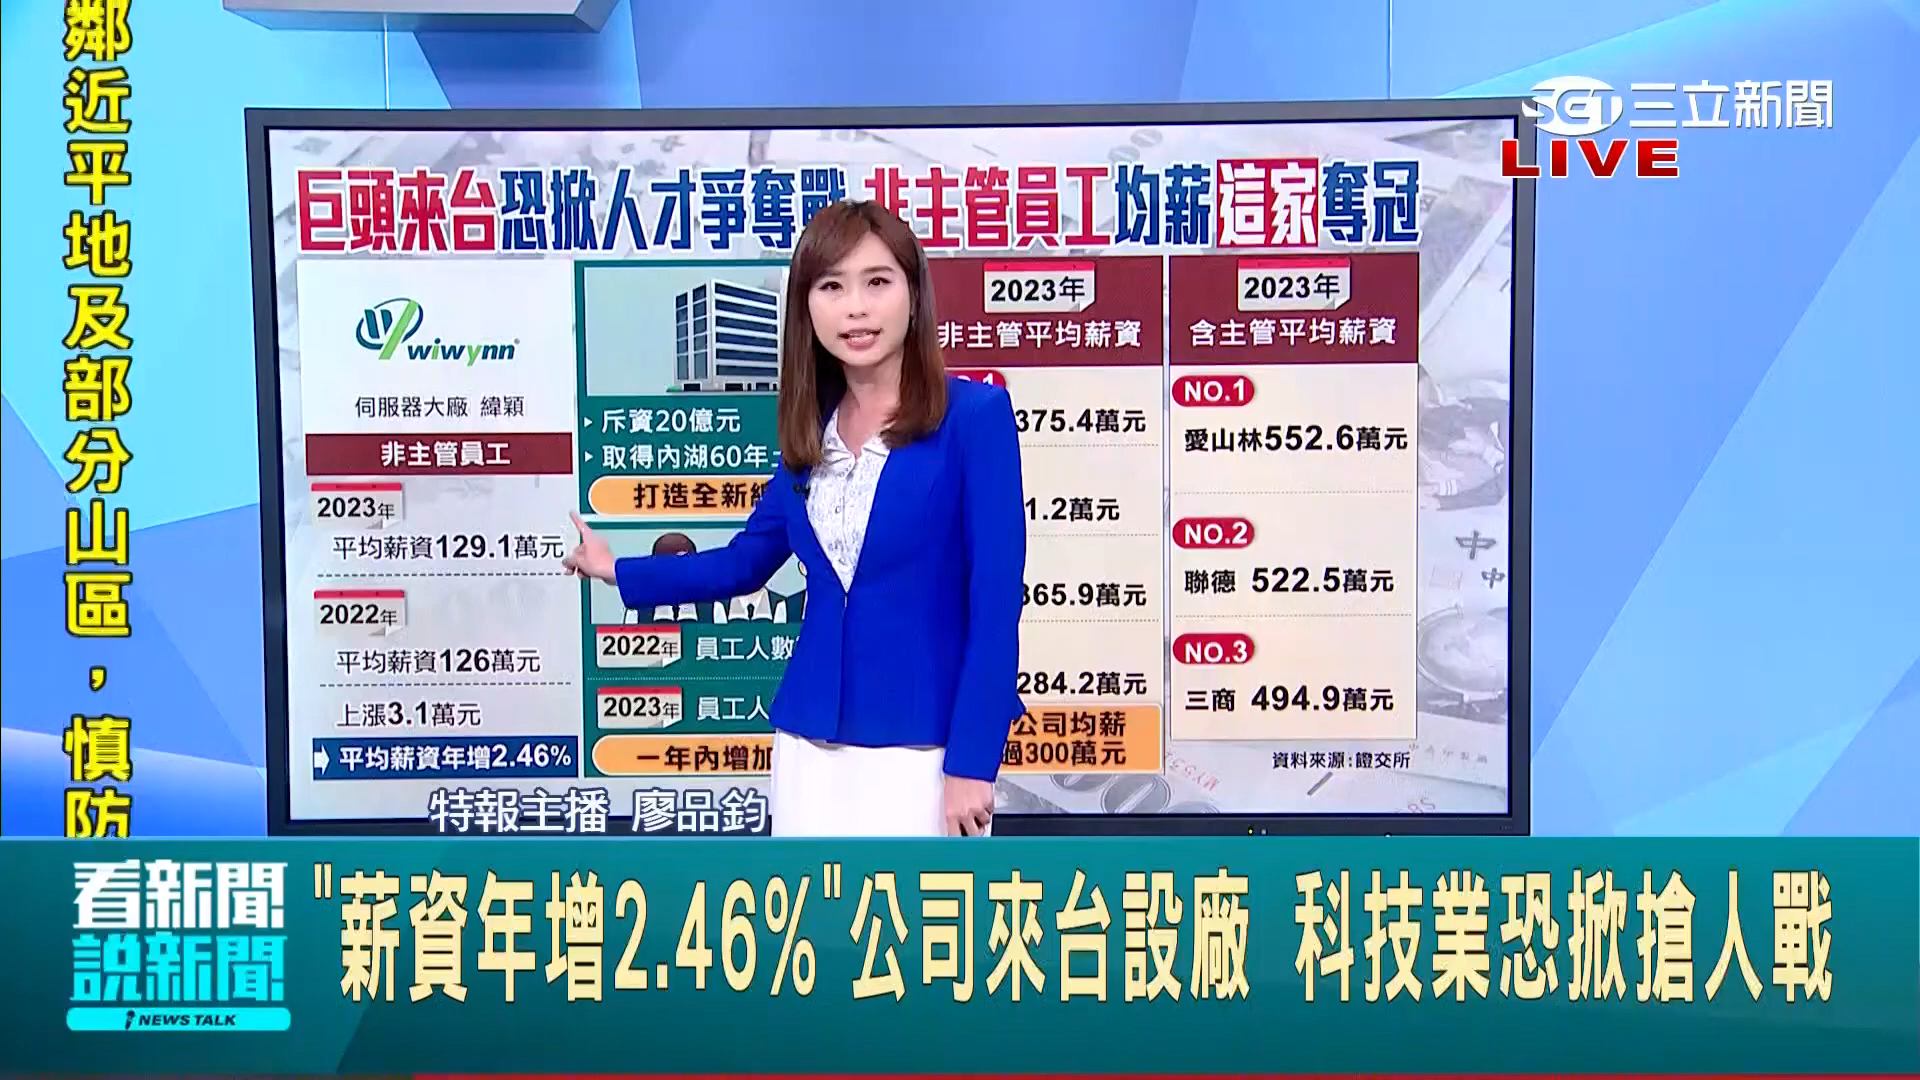 鄰近平地及部分山區，慎防
SET三立新聞
LIVE
巨頭來台恐掀人才爭奪戰 非主管員工均薪這家奪冠
wiwynn
伺服器大廠 緯穎
非主管員工
2023年
平均薪資129.1萬元
2022年
平均薪資126萬元
上漲3.1萬元
平均薪資年增2.46%
斥資20億元
取得內湖60年
打造全新
2022年 員工人數
2023年 員工人
一年內增加
2023年
非主管平均薪資
375.4萬元
1.2萬元
365.9萬元
284.2萬元
公司均薪
過300萬元
2023年
含主管平均薪資
NO.1
愛山林552.6萬元
NO.2
聯德 522.5萬元
NO.3
三商 494.9萬元
資料來源:證交所
特報主播 廖品鈞
看新聞
說新聞
NEWS TALK
"薪資年增2.46%"公司來台設廠 科技業恐掀搶人戰